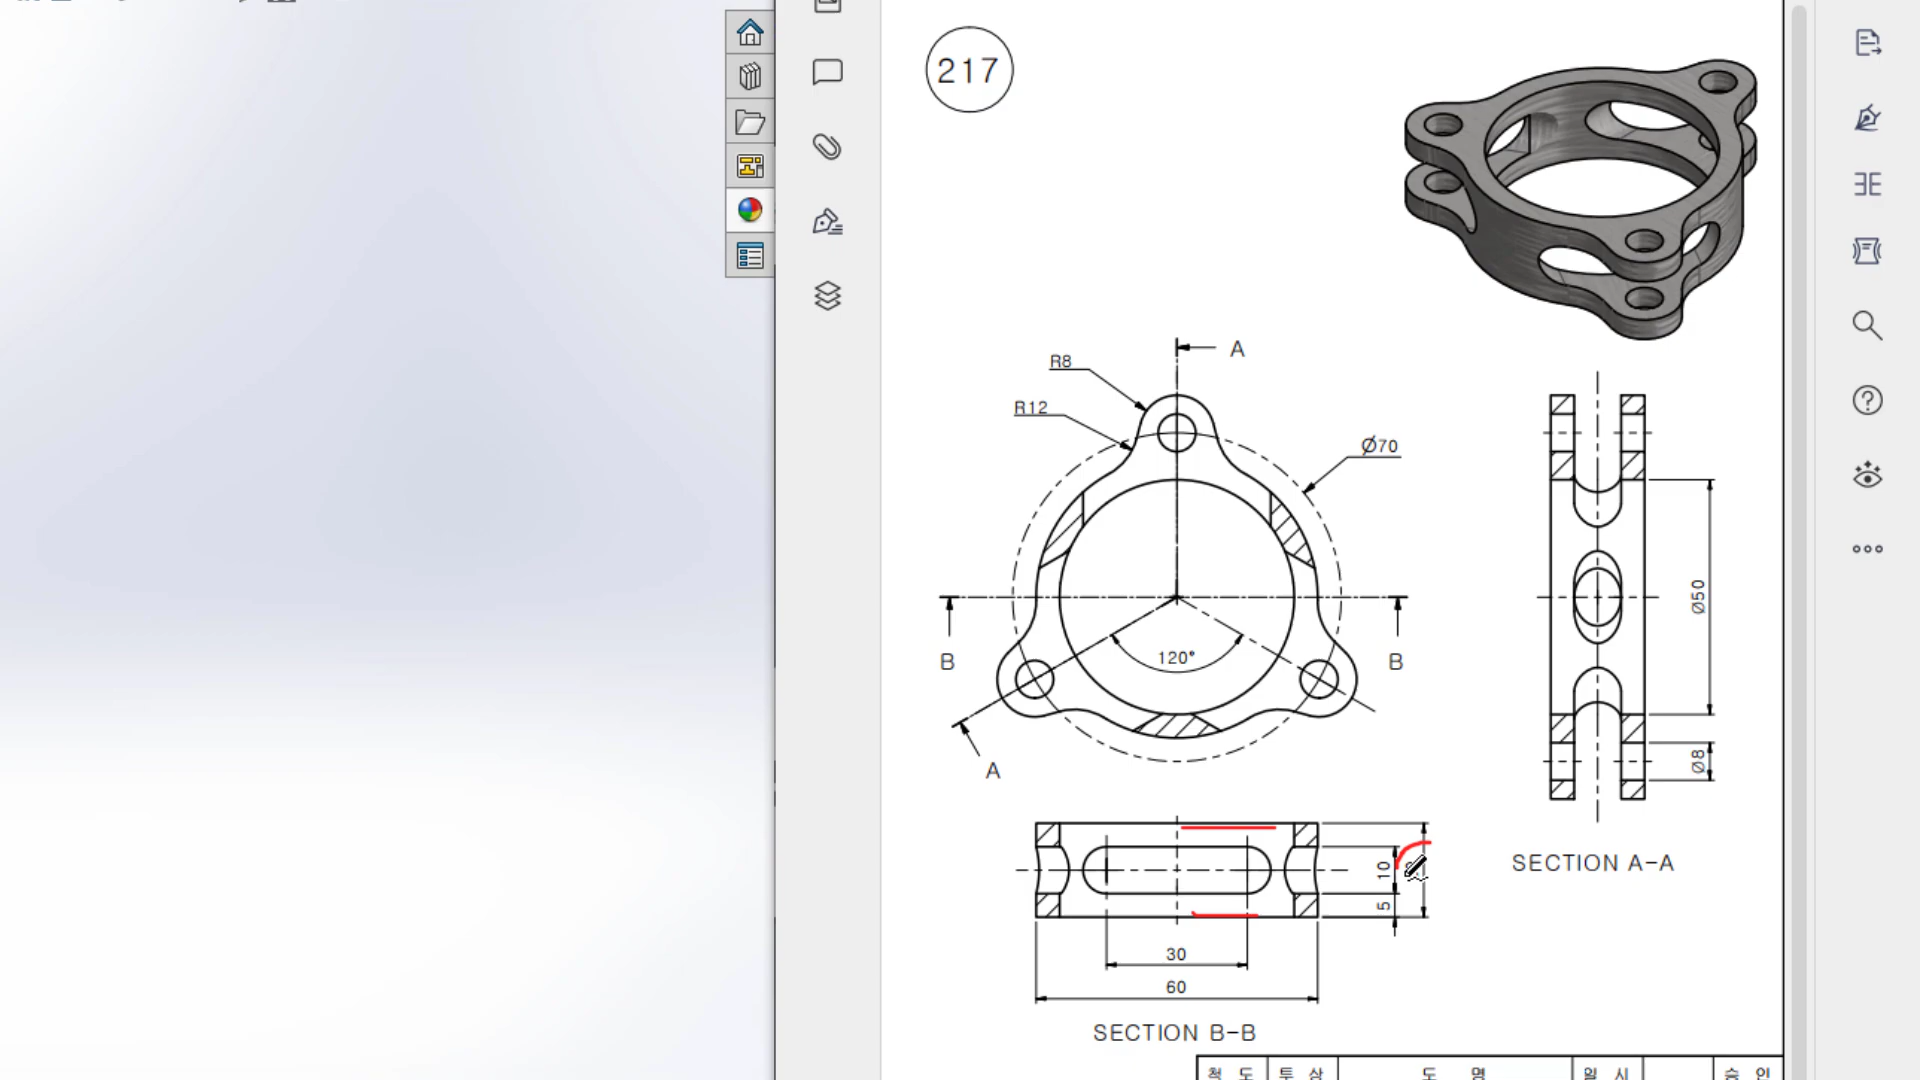 217
A
R8
R12
Ø70
Ø50
B
120°
B
A
Ø8
10
5
SECTION A-A
30
60
SECTION B-B
척 도 투 상 도 명 일 시 승 인